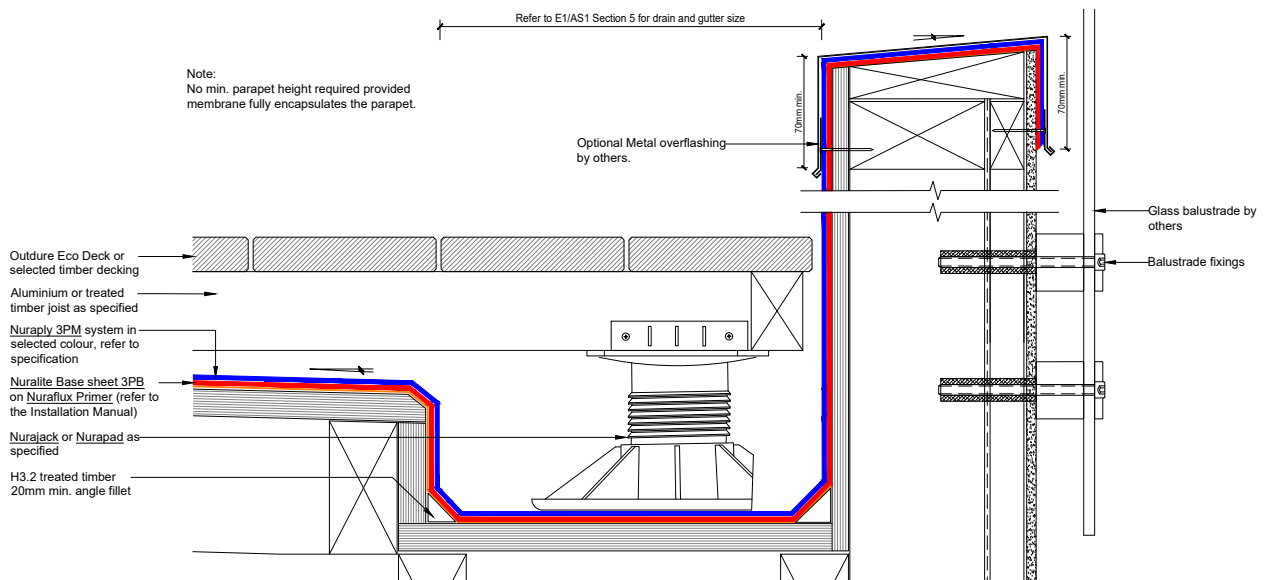 Refer to E1/AS1 Section 5 for drain and gutter size
Note:
No min. parapet height required provided
membrane fully encapsulates the parapet.
70mm min.
70mm min.
Optional Metal overflashing
by others.
Glass balustrade by
others
Balustrade fixings
Outdure Eco Deck or
selected timber decking
Aluminium or treated
timber joist as specified
Nuraply 3PM system in
selected colour, refer to
specification
Nuralite Base sheet 3PB
on Nuraflux Primer (refer to
the Installation Manual)
Nurajack or Nurapad as
specified
H3.2 treated timber
20mm min. angle fillet